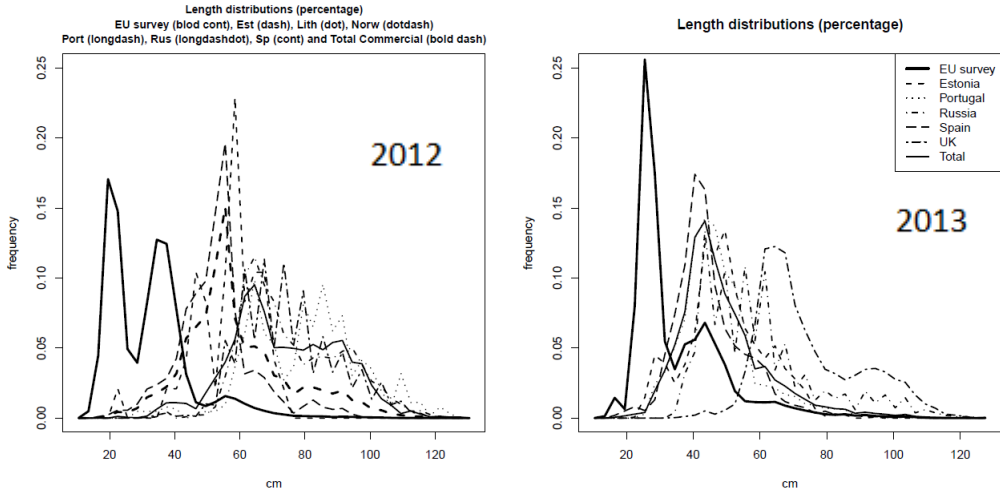 Length distributions (percentage)
EU survey (blod cont), Est (dash), Lith (dot), Norw (dotdash)
Port (longdash), Rus (longdashdot), Sp (cont) and Total Commercial (bold dash)
frequency
0.00
0.05
0.10
0.15
0.20
0.25
2012
20 40 60 80 100 120
cm
Length distributions (percentage)
frequency
0.00
0.05
0.10
0.15
0.20
0.25
EU survey
Estonia
Portugal
Russia
Spain
UK
Total
2013
20 40 60 80 100 120
cm